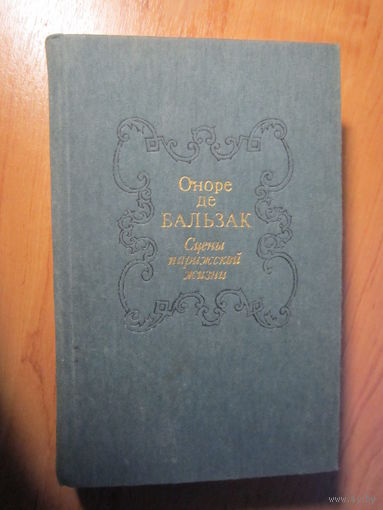 Оноре
де
БАЛЬЗАК
Сцены
парижской
жизни